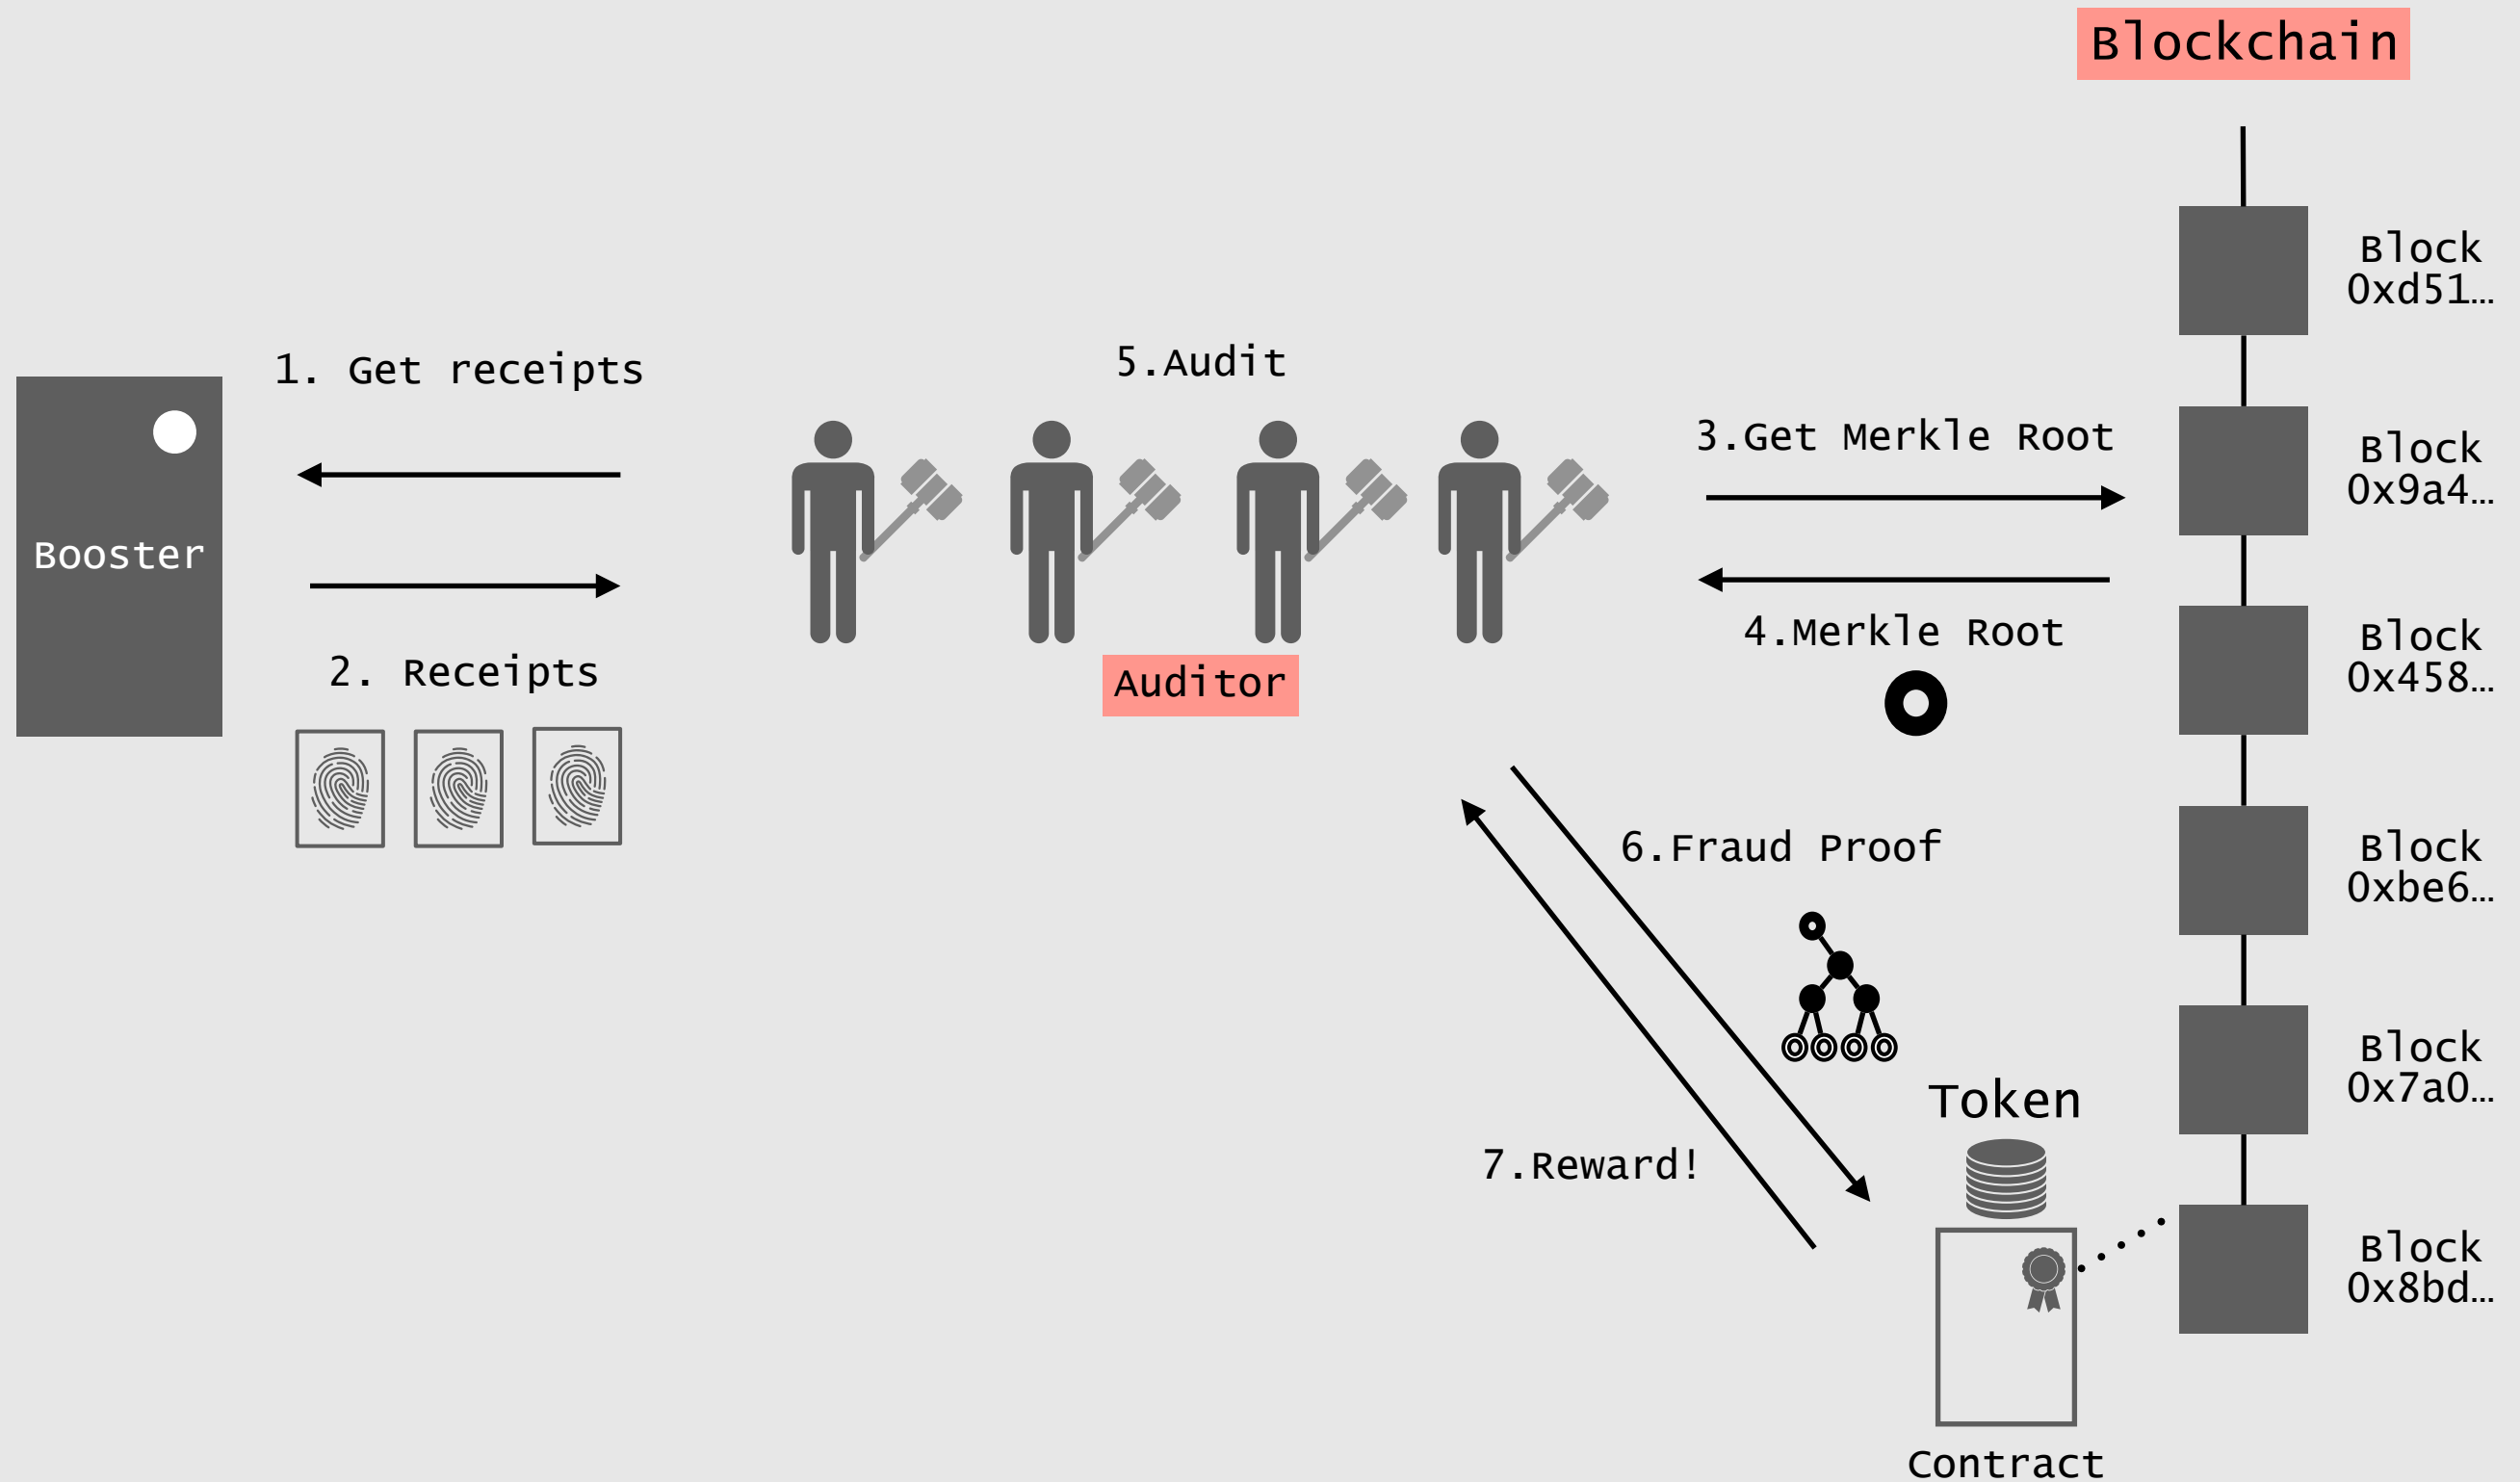 Blockchain
Block
0xd51…
1. Get receipts
5.Audit
3.Get Merkle Root
Block
0x9a4…
Booster
2. Receipts
Auditor
4.Merkle Root
Block
0x458…
6.Fraud Proof
Block
0xbe6…
Token
Block
0x7a0…
7.Reward!
Block
0x8bd…
Contract